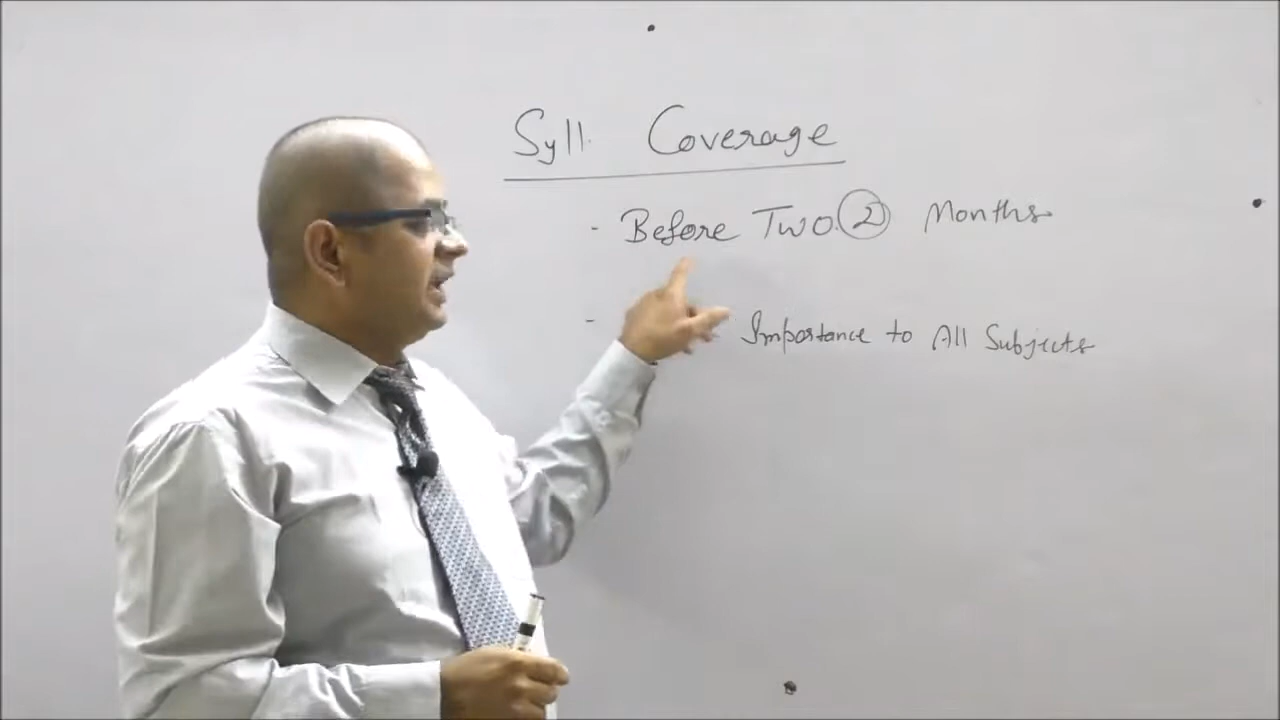 Syll. Coverage
- Before Two ② Months
- Importance to All Subjects